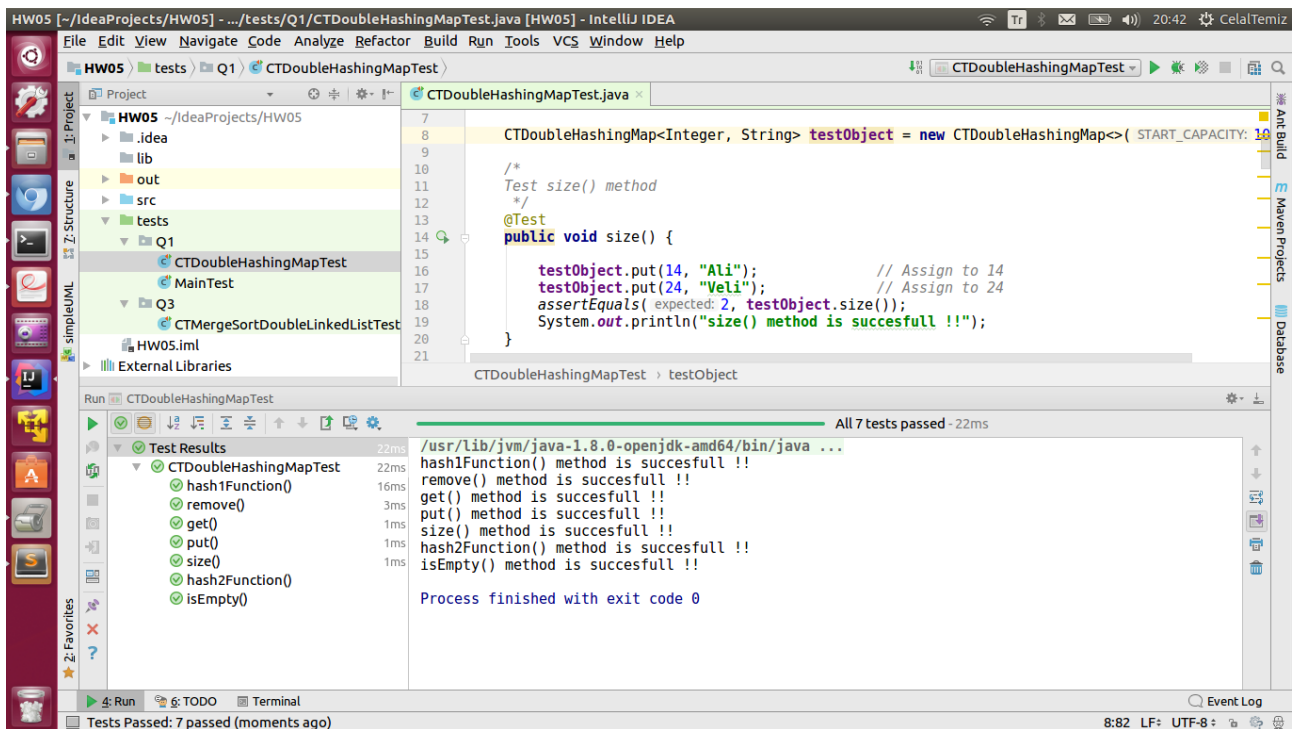 HW05 [~/IdeaProjects/HW05] - .../tests/Q1/CTDoubleHashingMapTest.java [HW05] - IntelliJ IDEA
Tr
20:42
CelalTemiz
File Edit View Navigate Code Analyze Refactor Build Run Tools VCS Window Help
HW05 tests Q1 CTDoubleHashingMapTest
CTDoubleHashingMapTest
1: Project
7: Structure
simpleUML
2: Favorites
Project
HW05 ~/IdeaProjects/HW05
.idea
lib
out
src
tests
Q1
CTDoubleHashingMapTest
MainTest
Q3
CTMergeSortDoubleLinkedListTest
HW05.iml
External Libraries
CTDoubleHashingMapTest.java
7
8 CTDoubleHashingMap<Integer, String> testObject = new CTDoubleHashingMap<>( START_CAPACITY: 10
9
10 /*
11 Test size() method
12 */
13 @Test
14 public void size() {
15
16 testObject.put(14, "Ali"); // Assign to 14
17 testObject.put(24, "Veli"); // Assign to 24
18 assertEquals( expected: 2, testObject.size());
19 System.out.println("size() method is succesfull !!");
20 }
21
CTDoubleHashingMapTest › testObject
Ant Build
m Maven Projects
Database
Run CTDoubleHashingMapTest
All 7 tests passed - 22ms
Test Results 22ms
CTDoubleHashingMapTest 22ms
hash1Function() 16ms
remove() 3ms
get() 1ms
put() 1ms
size() 1ms
hash2Function()
isEmpty()
/usr/lib/jvm/java-1.8.0-openjdk-amd64/bin/java ...
hash1Function() method is succesfull !!
remove() method is succesfull !!
get() method is succesfull !!
put() method is succesfull !!
size() method is succesfull !!
hash2Function() method is succesfull !!
isEmpty() method is succesfull !!
Process finished with exit code 0
4: Run 6: TODO Terminal
Event Log
Tests Passed: 7 passed (moments ago)
8:82 LF UTF-8